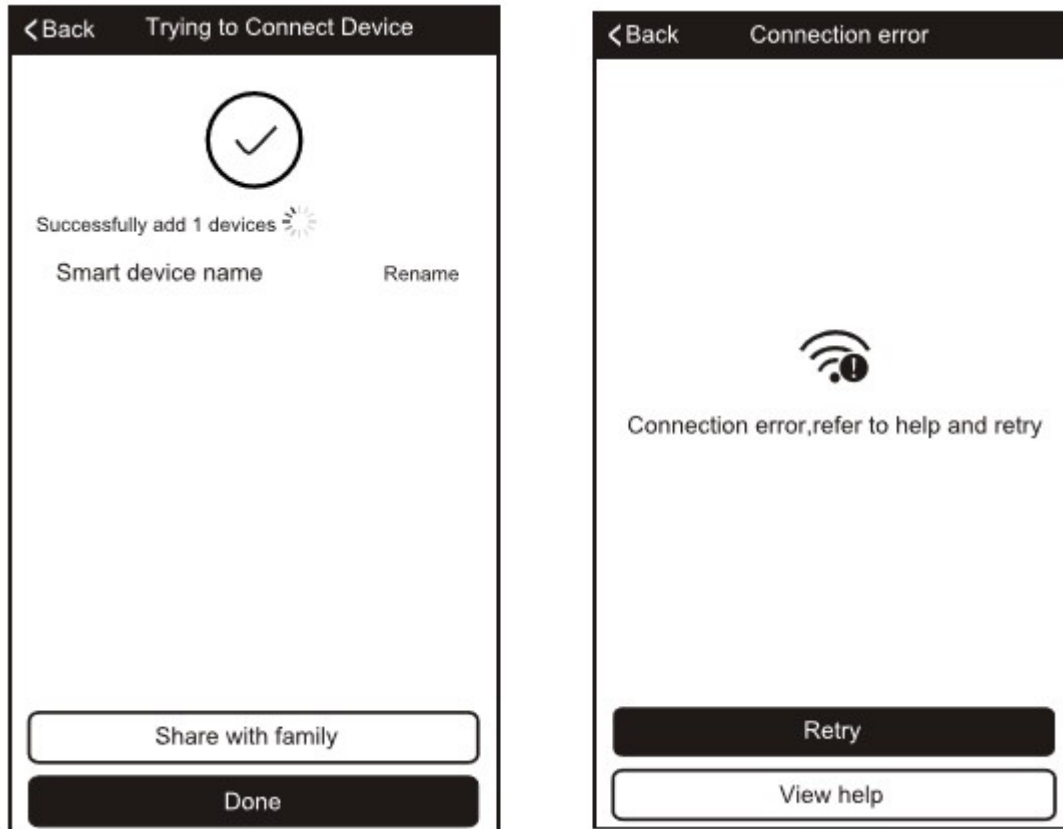 Back
Trying to Connect Device
Successfully add 1 devices
Smart device name
Rename
Share with family
Done
Back
Connection error
Connection error,refer to help and retry
Retry
View help